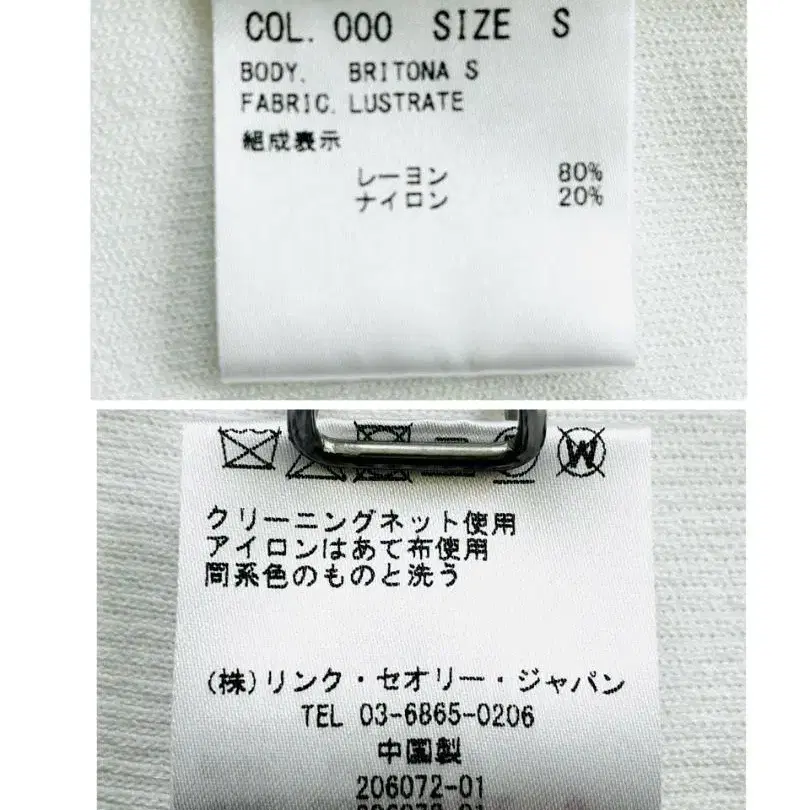 COL. 000 SIZE S
BODY. BRITONA S
FABRIC. LUSTRATE
組成表示
レーヨン 80%
ナイロン 20%
W
クリーニングネット使用
アイロンはあて布使用
同系色のものと洗う
(株)リンク・セオリー・ジャパン
TEL 03-6865-0206
中国製
206072-01